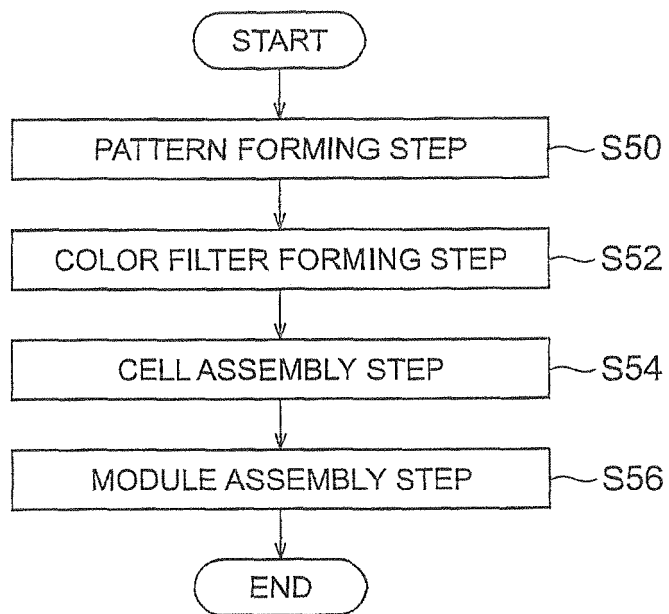 START
PATTERN FORMING STEP S50
COLOR FILTER FORMING STEP S52
CELL ASSEMBLY STEP S54
MODULE ASSEMBLY STEP S56
END